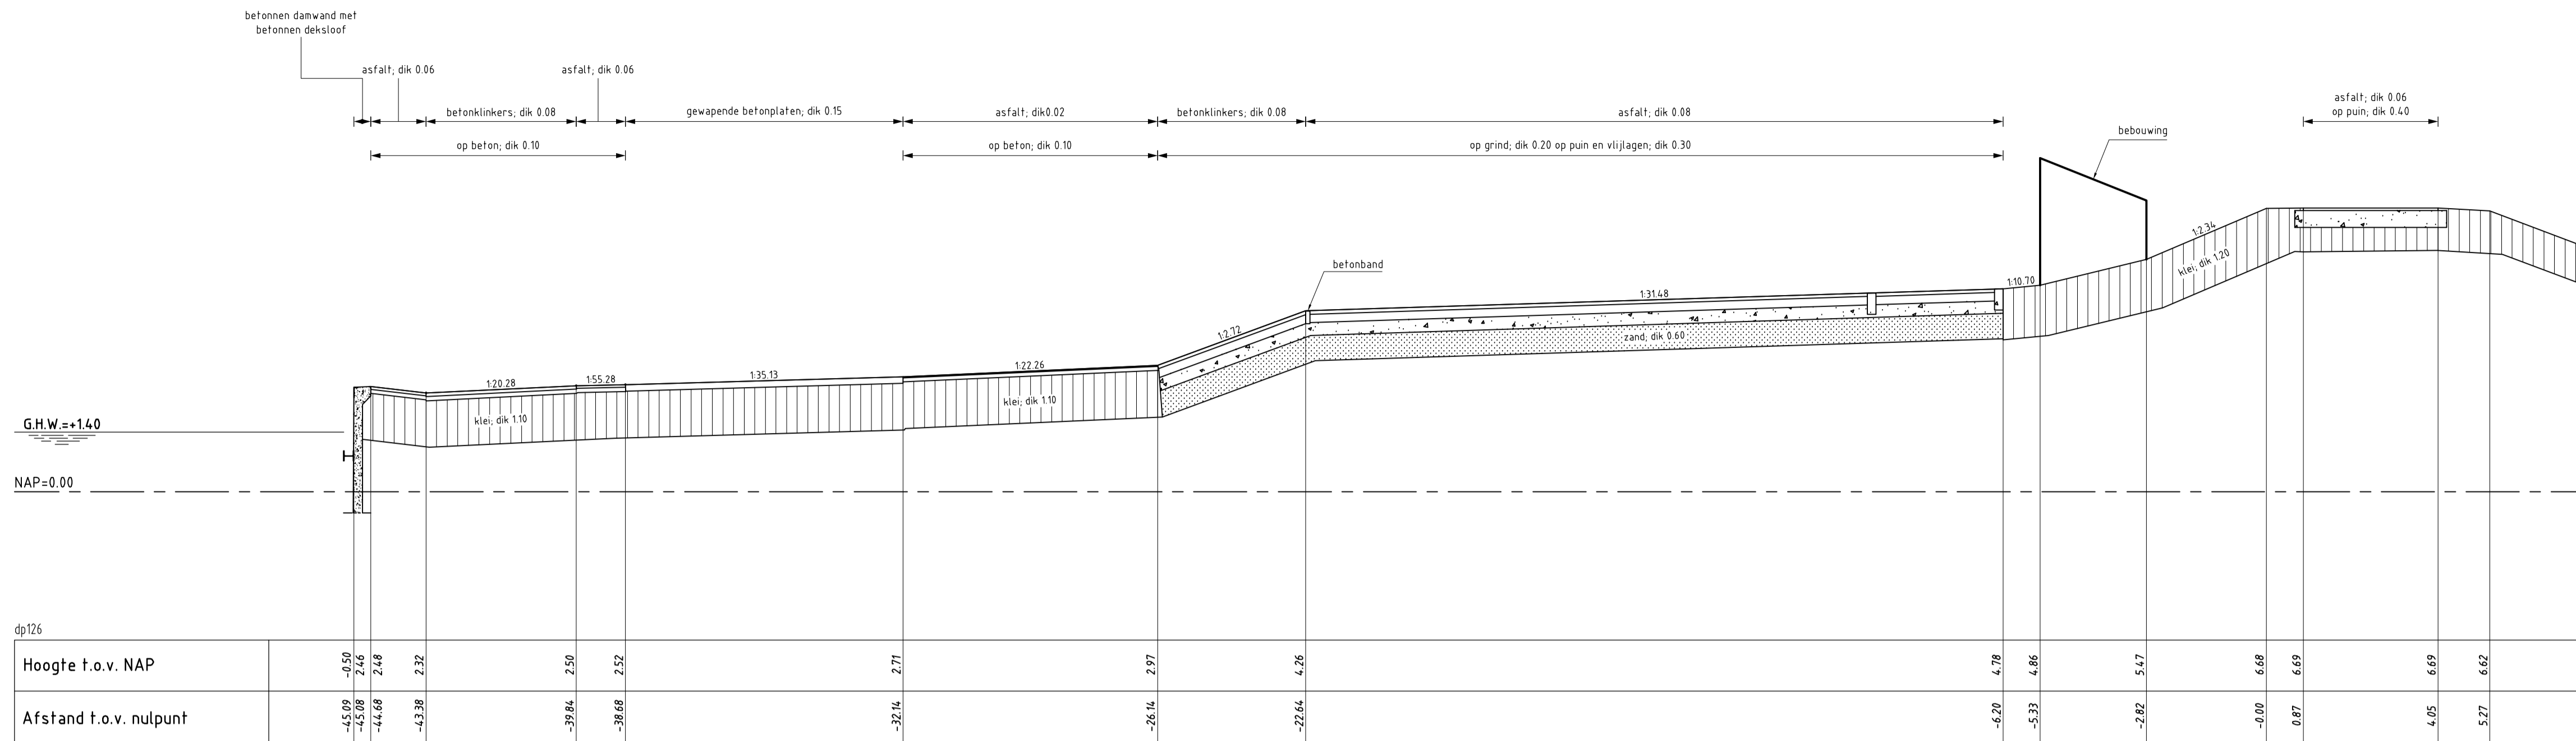 betonnen damwand met
betonnen deksloof
asfalt; dik 0.06
asfalt; dik 0.06
betonklinkers; dik 0.08
gewapende betonplaten; dik 0.15
asfalt; dik0.02
betonklinkers; dik 0.08
asfalt; dik 0.08
asfalt; dik 0.06
op puin; dik 0.40
op beton; dik 0.10
op beton; dik 0.10
op grind; dik 0.20 op puin en vlijlagen; dik 0.30
bebouwing
betonband
1:20.28
1:55.28
1:35.13
1:22.26
1:2.72
1:31.48
1:10.70
1:2.34
klei; dik 1.10
klei; dik 1.10
zand; dik 0.60
klei; dik 1.20
G.H.W.=+1.40
NAP=0.00
dp126
Hoogte t.o.v. NAP -0.50 2.46 2.48 2.32 2.50 2.52 2.71 2.97 4.26 4.78 4.86 5.47 6.68 6.69 6.69 6.62
Afstand t.o.v. nulpunt -45.09 -45.08 -44.68 -43.38 -39.84 -38.68 -32.14 -26.14 -22.64 -6.20 -5.33 -2.82 -0.00 0.87 4.05 5.27